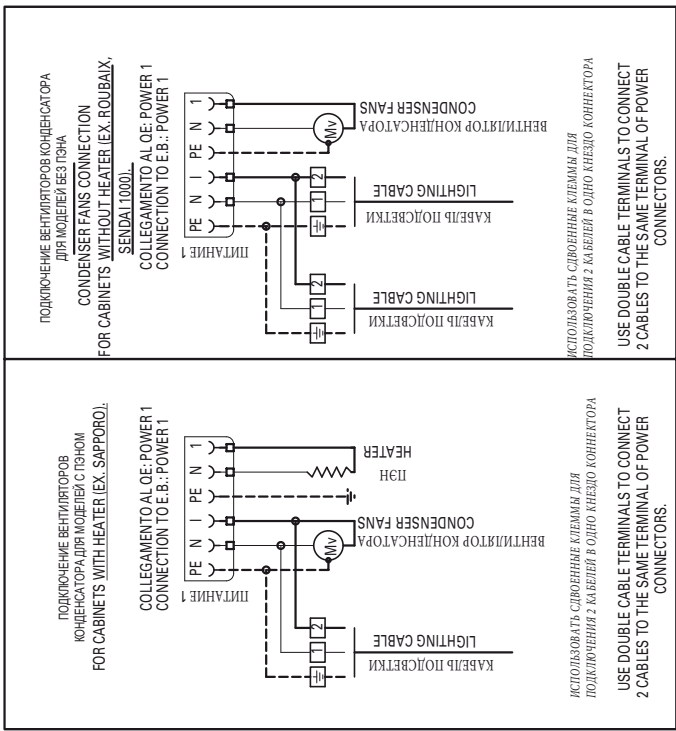 ПОДКЛЮЧЕНИЕ ВЕНТИЛЯТОРОВ
КОНДЕНСАТОРА ДЛЯ МОДЕЛЕЙ С ПЭНОМ
FOR CABINETS WITH HEATER (EX. SAPPORO).
COLLEGAMENTO AL QE: POWER 1
CONNECTION TO E.B.: POWER 1
ПИТАНИЕ 1
PE N I PE N 1
Mv
1 2
КАБЕЛЬ ПОДСВЕТКИ
LIGHTING CABLE
ВЕНТИЛЯТОР КОНДЕНСАТОРА
CONDENSER FANS
ПЭН
HEATER
ИСПОЛЬЗОВАТЬ СДВОЕННЫЕ КЛЕММЫ ДЛЯ
ПОДКЛЮЧЕНИЯ 2 КАБЕЛЕЙ В ОДНО КНЕЗДО КОННЕКТОРА
USE DOUBLE CABLE TERMINALS TO CONNECT
2 CABLES TO THE SAME TERMINAL OF POWER
CONNECTORS.
ПОДКЛЮЧЕНИЕ ВЕНТИЛЯТОРОВ КОНДЕНСАТОРА
ДЛЯ МОДЕЛЕЙ БЕЗ ПЭНА
CONDENSER FANS CONNECTION
FOR CABINETS WITHOUT HEATER (EX. ROUBAIX,
SENDAI 1000).
COLLEGAMENTO AL QE: POWER 1
CONNECTION TO E.B.: POWER 1
ПИТАНИЕ 1
PE N I PE N 1
Mv
1 2
1 2
КАБЕЛЬ ПОДСВЕТКИ
LIGHTING CABLE
КАБЕЛЬ ПОДСВЕТКИ
LIGHTING CABLE
ВЕНТИЛЯТОР КОНДЕНСАТОРА
CONDENSER FANS
ИСПОЛЬЗОВАТЬ СДВОЕННЫЕ КЛЕММЫ ДЛЯ
ПОДКЛЮЧЕНИЯ 2 КАБЕЛЕЙ В ОДНО КНЕЗДО КОННЕКТОРА
USE DOUBLE CABLE TERMINALS TO CONNECT
2 CABLES TO THE SAME TERMINAL OF POWER
CONNECTORS.